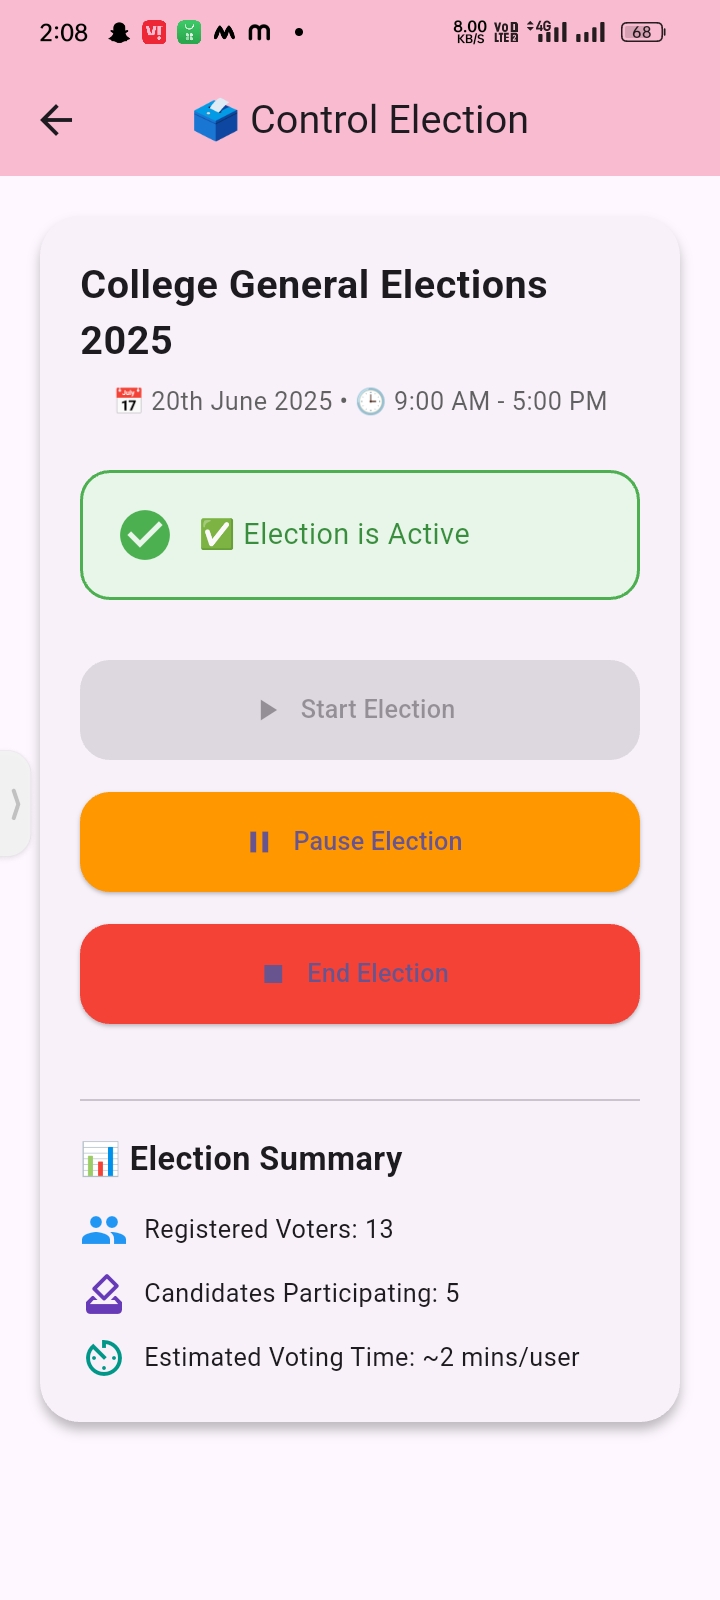 2:08 8.00 KB/S Vo 1 LTE 2 4G 68
🗳️ Control Election
College General Elections
2025
📅 20th June 2025 • 🕒 9:00 AM - 5:00 PM
✅ Election is Active
Start Election
Pause Election
End Election
📊 Election Summary
Registered Voters: 13
Candidates Participating: 5
Estimated Voting Time: ~2 mins/user